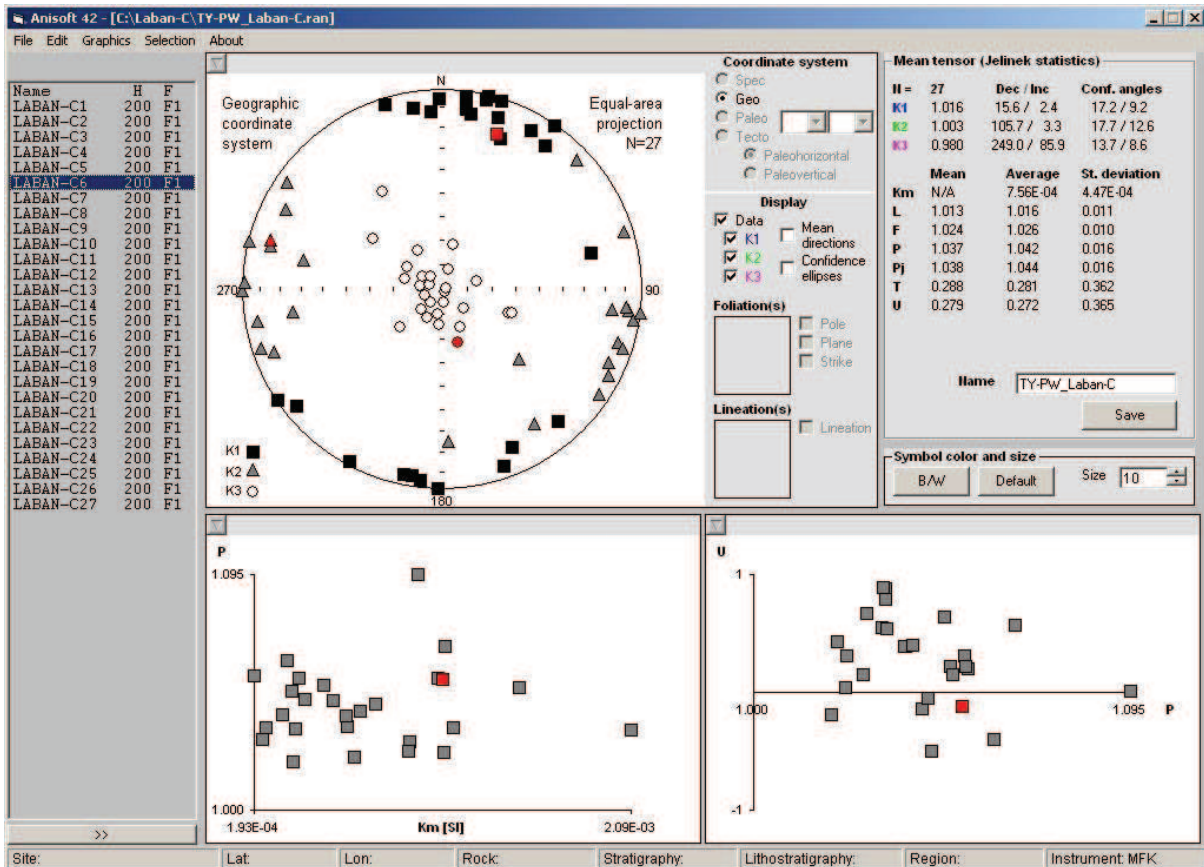 Anisoft 42 - [C:\Laban-C\TY-PW_Laban-C.ran]
File Edit Graphics Selection About
Name H F
LABAN-C1 200 F1
LABAN-C2 200 F1
LABAN-C3 200 F1
LABAN-C4 200 F1
LABAN-C5 200 F1
LABAN-C6 200 F1
LABAN-C7 200 F1
LABAN-C8 200 F1
LABAN-C9 200 F1
LABAN-C10 200 F1
LABAN-C11 200 F1
LABAN-C12 200 F1
LABAN-C13 200 F1
LABAN-C14 200 F1
LABAN-C15 200 F1
LABAN-C16 200 F1
LABAN-C17 200 F1
LABAN-C18 200 F1
LABAN-C19 200 F1
LABAN-C20 200 F1
LABAN-C21 200 F1
LABAN-C22 200 F1
LABAN-C23 200 F1
LABAN-C24 200 F1
LABAN-C25 200 F1
LABAN-C26 200 F1
LABAN-C27 200 F1
>>
Geographic
coordinate
system
N
Equal-area
projection
N=27
270
90
180
K1
K2
K3
Coordinate system
Spec
Geo
Paleo
Tecto
Paleohorizontal
Paleovertical
Display
Data
K1
K2
K3
Mean
directions
Confidence
ellipses
Foliation(s)
Pole
Plane
Strike
Lineation(s)
Lineation
Mean tensor (Jelinek statistics)
N = 27 Dec / Inc Conf. angles
K1 1.016 15.6 / 2.4 17.2 / 9.2
K2 1.003 105.7 / 3.3 17.7 / 12.6
K3 0.980 249.0 / 85.9 13.7 / 8.6
Mean Average St. deviation
Km N/A 7.56E-04 4.47E-04
L 1.013 1.016 0.011
F 1.024 1.026 0.010
P 1.037 1.042 0.016
Pj 1.038 1.044 0.016
T 0.288 0.281 0.362
U 0.279 0.272 0.365
Name TY-PW_Laban-C
Save
Symbol color and size
B/W Default Size 10
P
1.095
1.000
1.93E-04 Km [SI] 2.09E-03
U
1
1.000 1.095 P
-1
Site: Lat: Lon: Rock: Stratigraphy: Lithostratigraphy: Region: Instrument: MFK